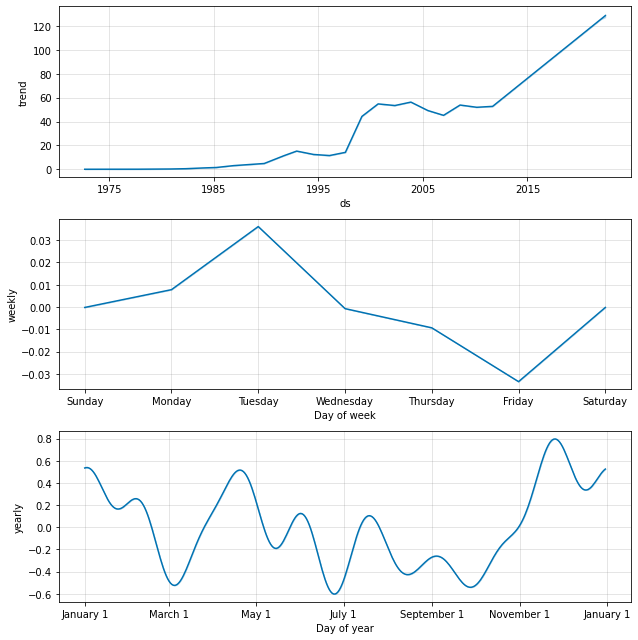 120
100
80
60
40
20
0
trend
1975 1985 1995 2005 2015
ds
0.03
0.02
0.01
0.00
−0.01
−0.02
−0.03
weekly
Sunday Monday Tuesday Wednesday Thursday Friday Saturday
Day of week
0.8
0.6
0.4
0.2
0.0
−0.2
−0.4
−0.6
yearly
January 1 March 1 May 1 July 1 September 1 November 1 January 1
Day of year